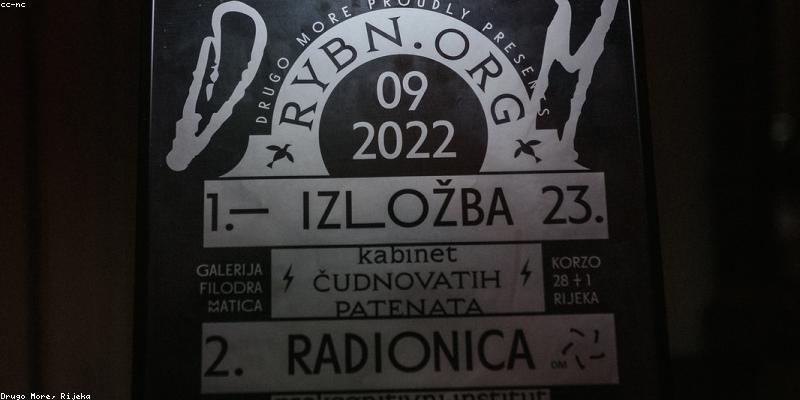 cc-nc
D M
DRUGO MORE PROUDLY PRESENTS
RYBN.ORG
09
2022
1.— IZLOŽBA 23.
GALERIJA
FILODRA
MATICA
kabinet
ČUDNOVATIH
PATENATA
KORZO
28+1
RIJEKA
2. RADIONICA
DM
Drugo More, Rijeka